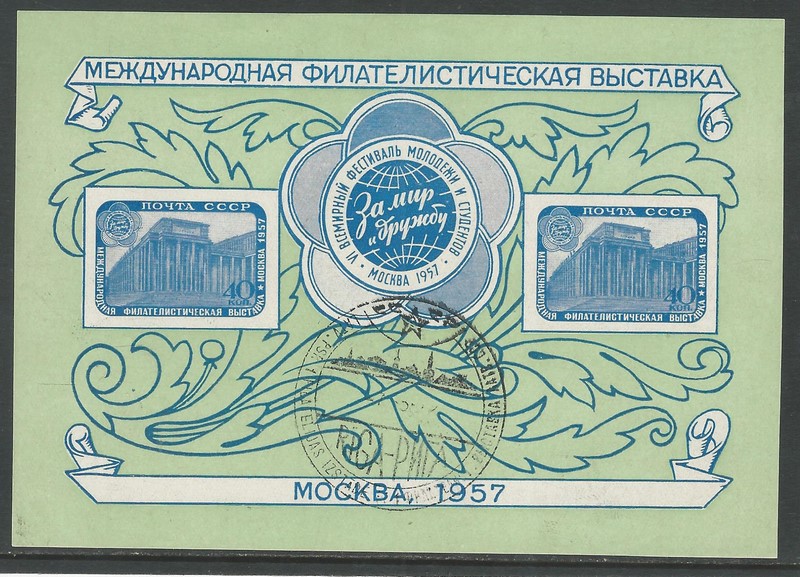 МЕЖДУНАРОДНАЯ ФИЛАТЕЛИСТИЧЕСКАЯ ВЫСТАВКА
VI ВСЕМИРНЫЙ ФЕСТИВАЛЬ МОЛОДЕЖИ И СТУДЕНТОВ
За мир
и дружбу
• МОСКВА 1957 •
ПОЧТА СССР
40
КОП
МЕЖДУНАРОДНАЯ ФИЛАТЕЛИСТИЧЕСКАЯ ВЫСТАВКА ★ МОСКВА 1957
ПОЧТА СССР
40
КОП
МЕЖДУНАРОДНАЯ ФИЛАТЕЛИСТИЧЕСКАЯ ВЫСТАВКА ★ МОСКВА 1957
МОСКВА, 1957